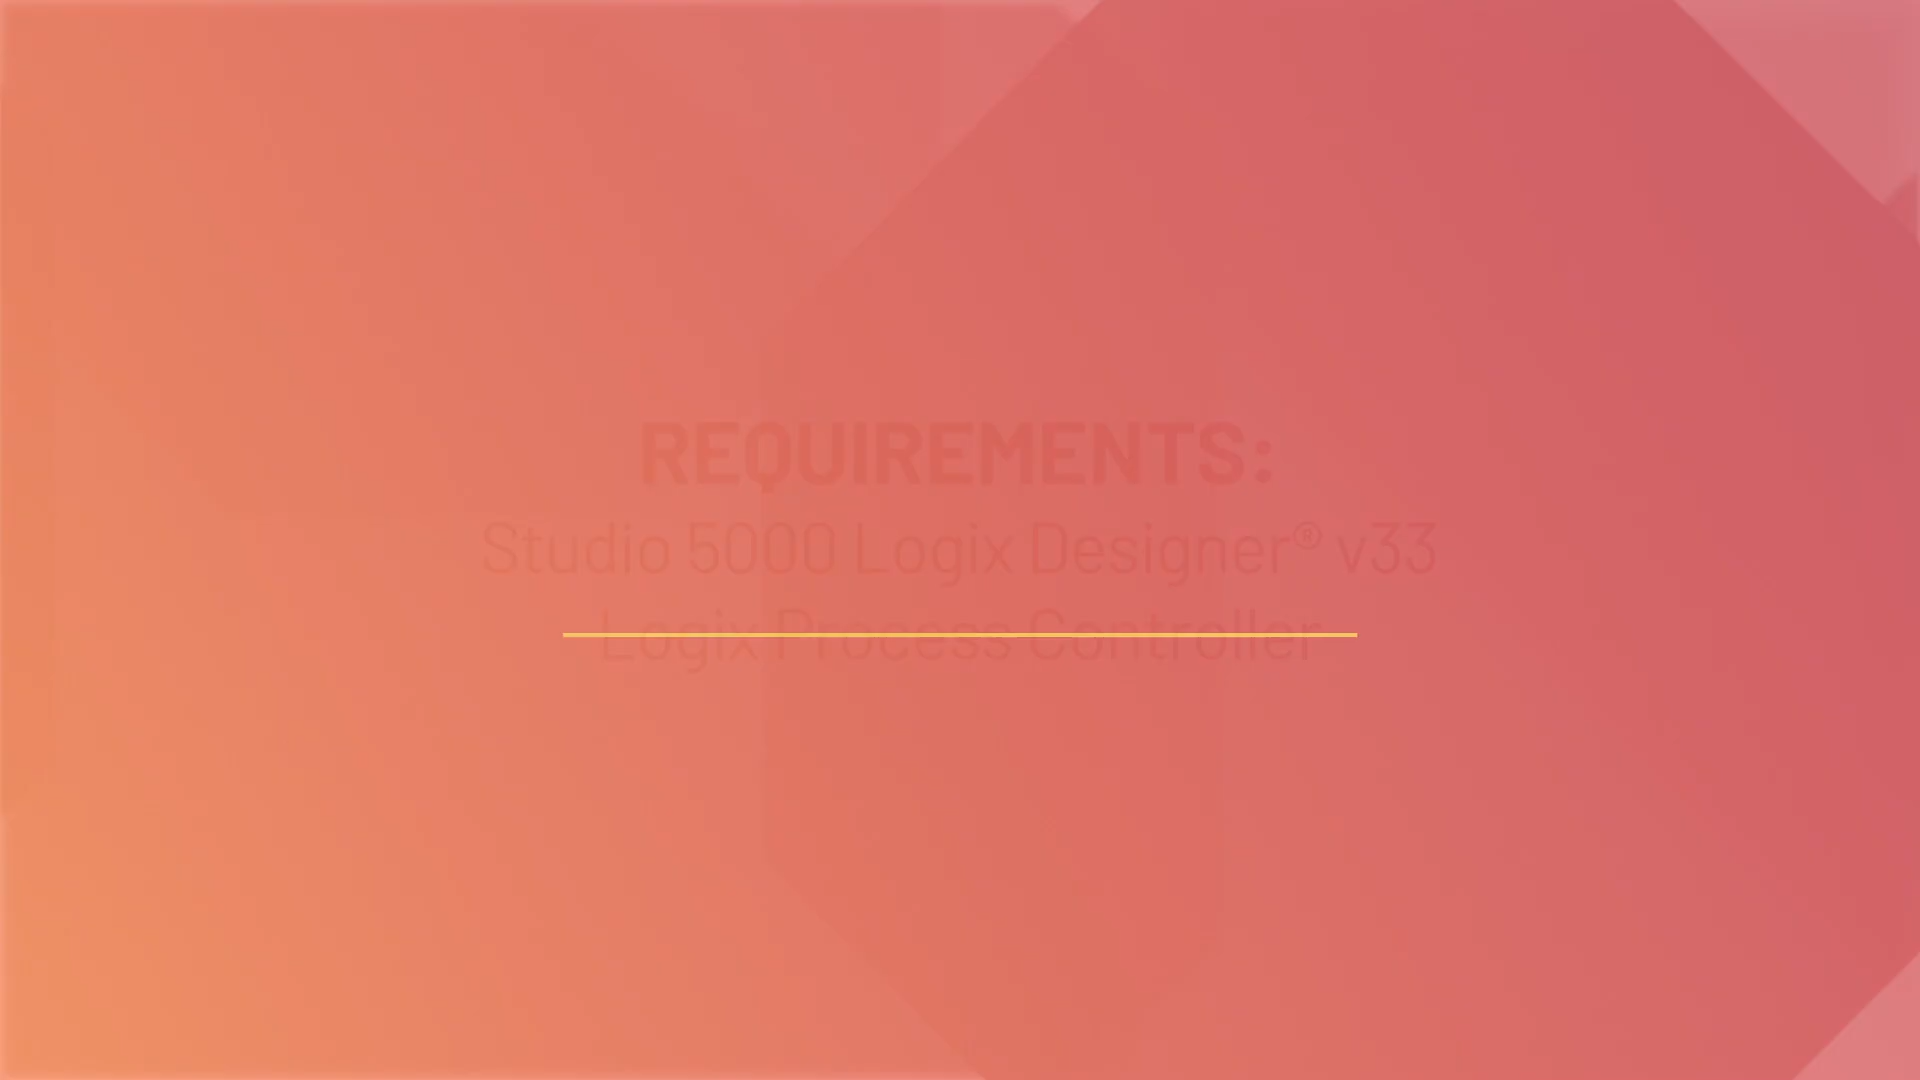 REQUIREMENTS:
Studio 5000 Logix Designer® v33
Logix Process Controller